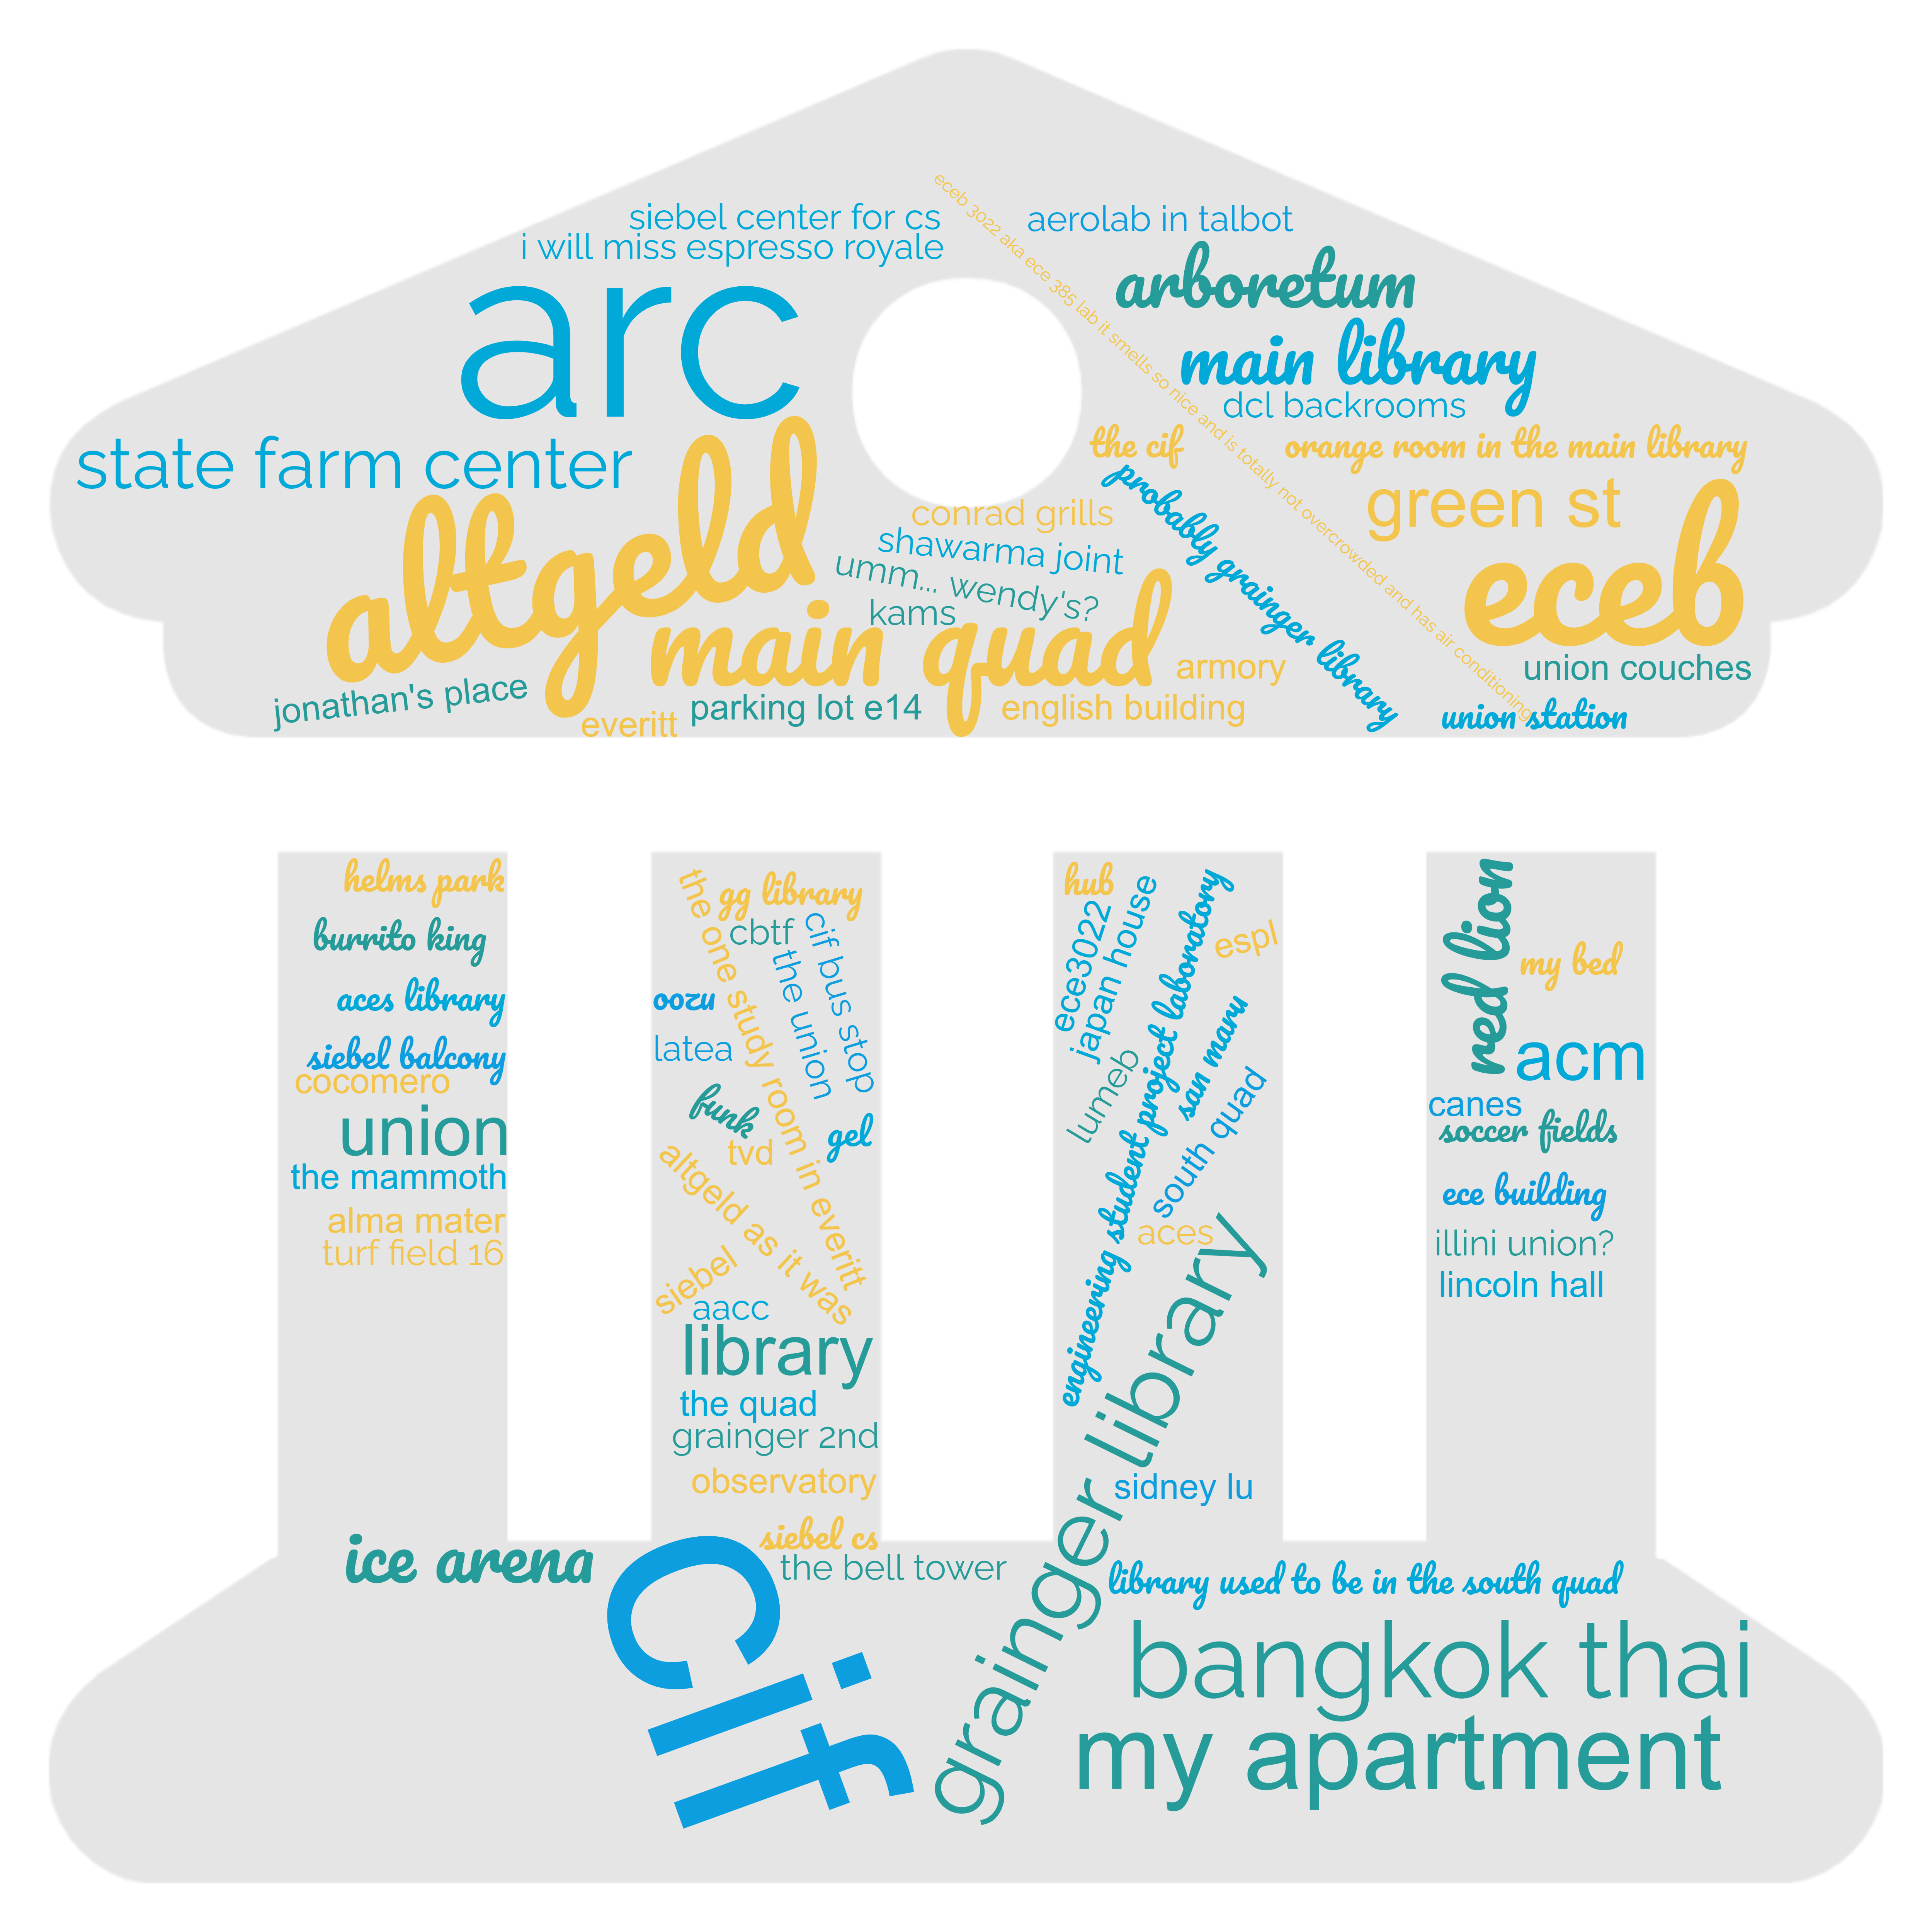 siebel center for cs
i will miss espresso royale
arc
state farm center
altgeld
jonathan's place
everitt
parking lot e14
main quad
conrad grills
shawarma joint
umm... wendy's?
kams
armory
english building
eceb 3022 aka ece 385 lab it smells so nice and is totally not overcrowded and has air conditioning
aerolab in talbot
arboretum
main library
dcl backrooms
the cif
orange room in the main library
probably grainger library
green st
eceb
union couches
union station
helms park
burrito king
aces library
siebel balcony
cocomero
union
the mammoth
alma mater
turf field 16
the one study room in everitt
gg library
cbtf
cif bus stop
the union
oozu
latea
funk
tvd
gel
altgeld as it was
siebel
aacc
library
the quad
grainger 2nd
observatory
siebel cs
the bell tower
hub
ece3022
japan house
engineering student project laboratory
espl
lumeb
san maru
south quad
aces
grainger library
sidney lu
red lion
my bed
acm
canes
soccer fields
ece building
illini union?
lincoln hall
ice arena
cif
library used to be in the south quad
bangkok thai
my apartment